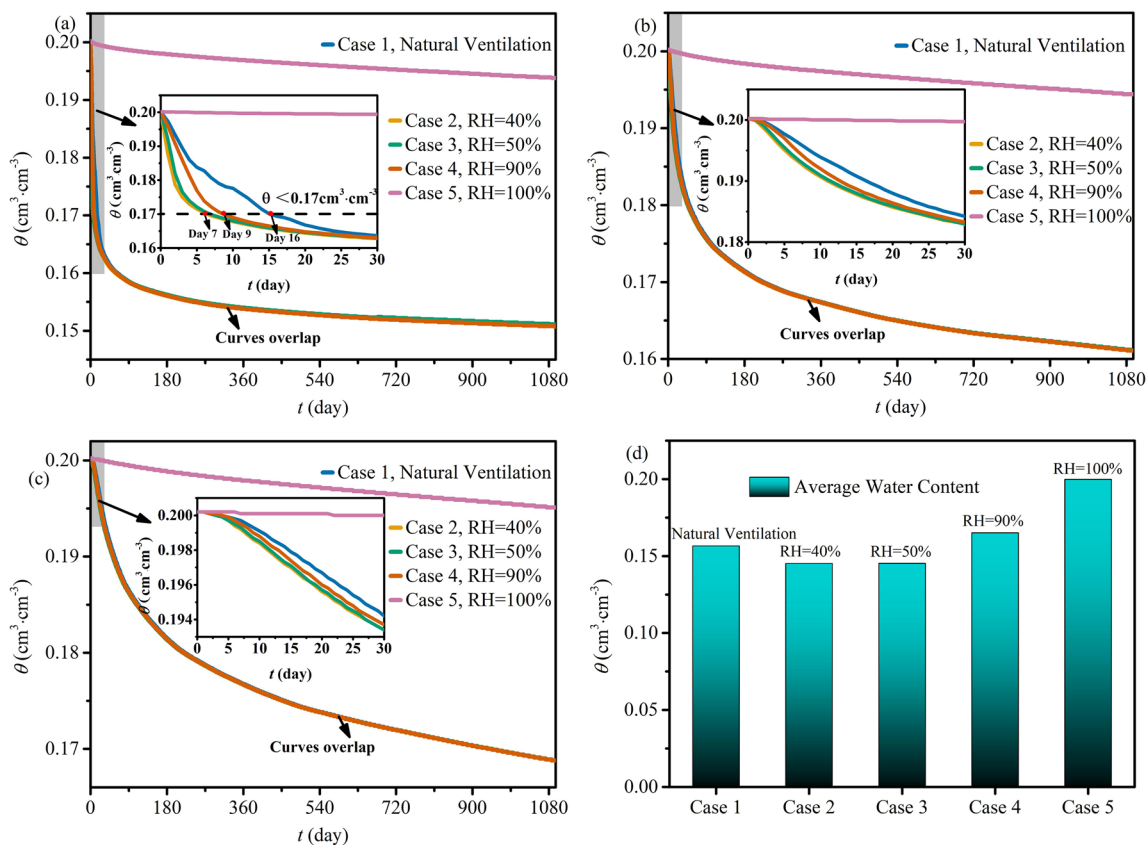 (a)
Case 1, Natural Ventilation
Case 2, RH=40%
Case 3, RH=50%
Case 4, RH=90%
Case 5, RH=100%
θ (cm³·cm⁻³)
0.20
0.19
0.18
0.17
0.16
0.15
0 180 360 540 720 900 1080
t (day)
θ (cm³ cm⁻³)
0.20
0.19
0.18
0.17
0.16
0 5 10 15 20 25 30
t (day)
θ<0.17cm³·cm⁻³
Day 7
Day 9
Day 16
Curves overlap
(b)
Case 1, Natural Ventilation
Case 2, RH=40%
Case 3, RH=50%
Case 4, RH=90%
Case 5, RH=100%
θ (cm³·cm⁻³)
0.20
0.19
0.18
0.17
0.16
0 180 360 540 720 900 1080
t (day)
θ (cm³ cm⁻³)
0.20
0.19
0.18
0 5 10 15 20 25 30
t (day)
Curves overlap
(c)
Case 1, Natural Ventilation
Case 2, RH=40%
Case 3, RH=50%
Case 4, RH=90%
Case 5, RH=100%
θ (cm³·cm⁻³)
0.20
0.19
0.18
0.17
0 180 360 540 720 900 1080
t (day)
θ (cm³ cm⁻³)
0.200
0.198
0.196
0.194
0 5 10 15 20 25 30
t (day)
Curves overlap
(d)
Average Water Content
θ (cm³·cm⁻³)
0.20
0.15
0.10
0.05
0.00
Natural Ventilation
RH=40%
RH=50%
RH=90%
RH=100%
Case 1 Case 2 Case 3 Case 4 Case 5